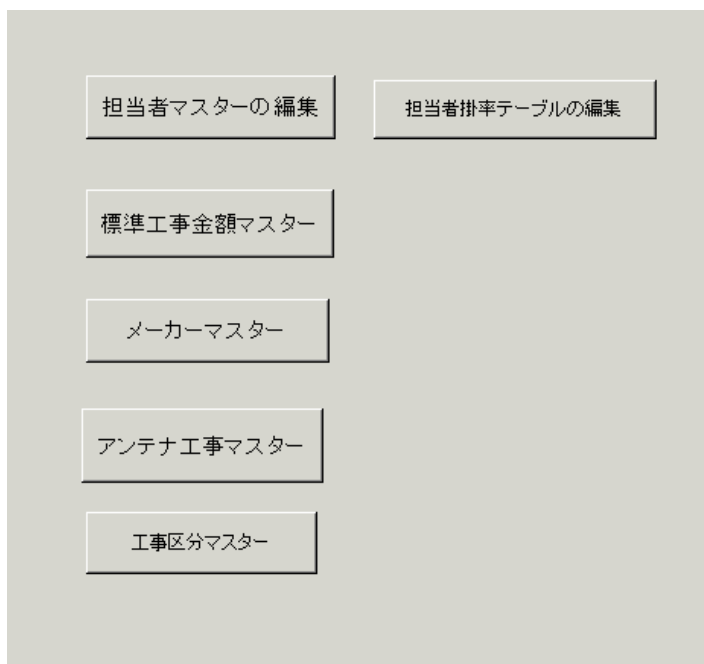 担当者マスターの編集
担当者掛率テーブルの編集
標準工事金額マスター
メーカーマスター
アンテナ工事マスター
工事区分マスター